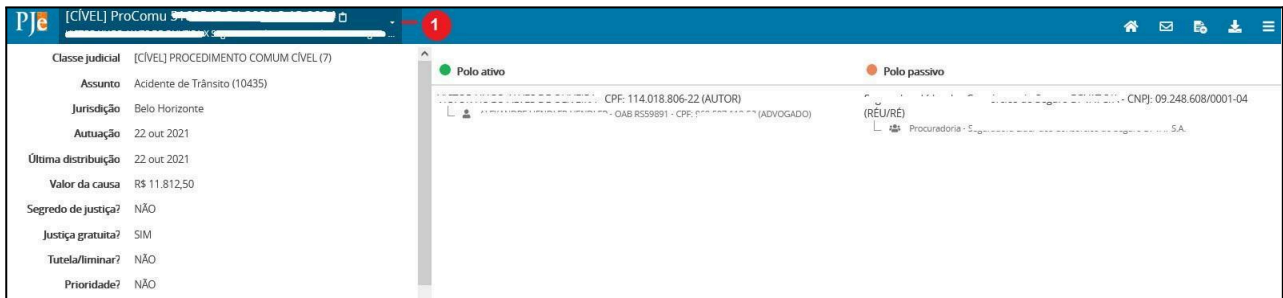 PJe [CÍVEL] ProComu
1
Classe judicial [CÍVEL] PROCEDIMENTO COMUM CÍVEL (7)
Assunto Acidente de Trânsito (10435)
Jurisdição Belo Horizonte
Autuação 22 out 2021
Última distribuição 22 out 2021
Valor da causa R$ 11.812,50
Segredo de justiça? NÃO
Justiça gratuita? SIM
Tutela/liminar? NÃO
Prioridade? NÃO
Polo ativo
CPF: 114.018.806-22 (AUTOR)
- OAB RS59891 - CPF: (ADVOGADO)
Polo passivo
- CNPJ: 09.248.608/0001-04
(RÉU/RÉ)
Procuradoria - S.A.